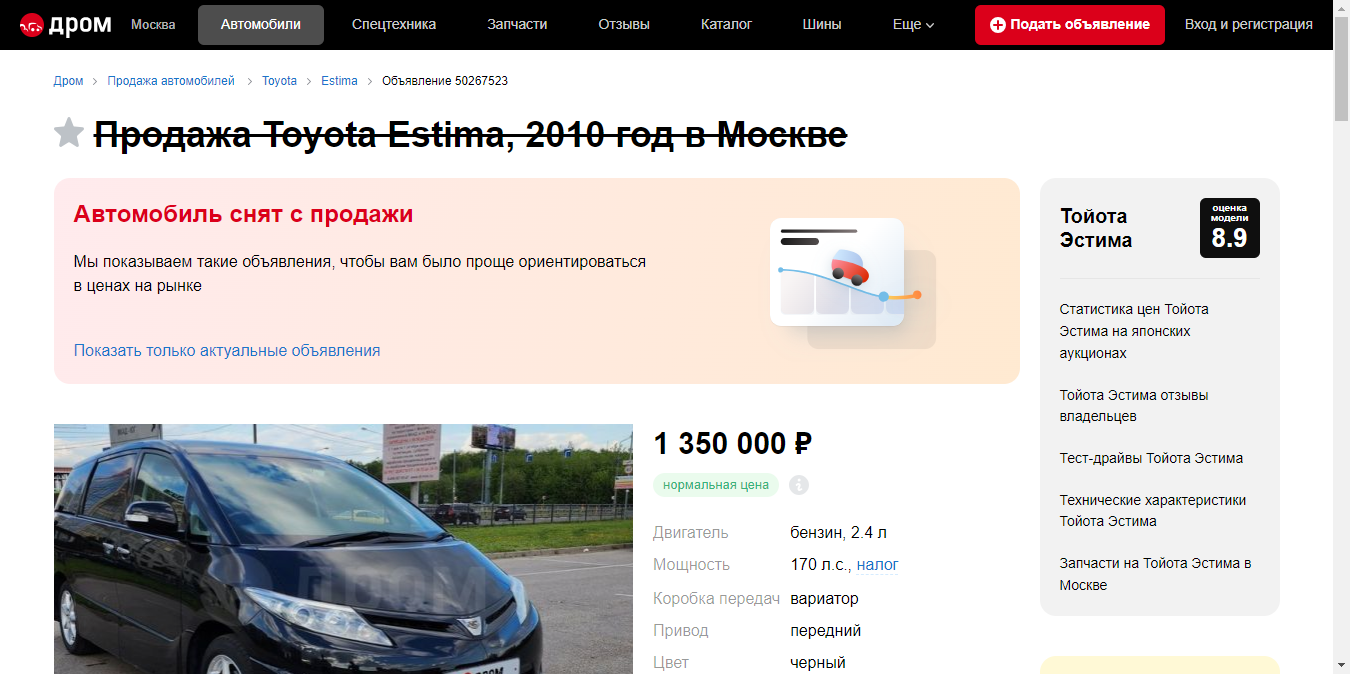 дром Москва Автомобили Спецтехника Запчасти Отзывы Каталог Шины Еще Подать объявление Вход и регистрация
Дром > Продажа автомобилей > Toyota > Estima > Объявление 50267523
Продажа Toyota Estima, 2010 год в Москве
Автомобиль снят с продажи
Мы показываем такие объявления, чтобы вам было проще ориентироваться
в ценах на рынке
Показать только актуальные объявления
Тойота
Эстима
оценка
модели
8.9
Статистика цен Тойота
Эстима на японских
аукционах
Тойота Эстима отзывы
владельцев
Тест-драйвы Тойота Эстима
Технические характеристики
Тойота Эстима
Запчасти на Тойота Эстима в
Москве
ДРОМ
дром
1 350 000 ₽
нормальная цена
Двигатель бензин, 2.4 л
Мощность 170 л.с., налог
Коробка передач вариатор
Привод передний
Цвет черный